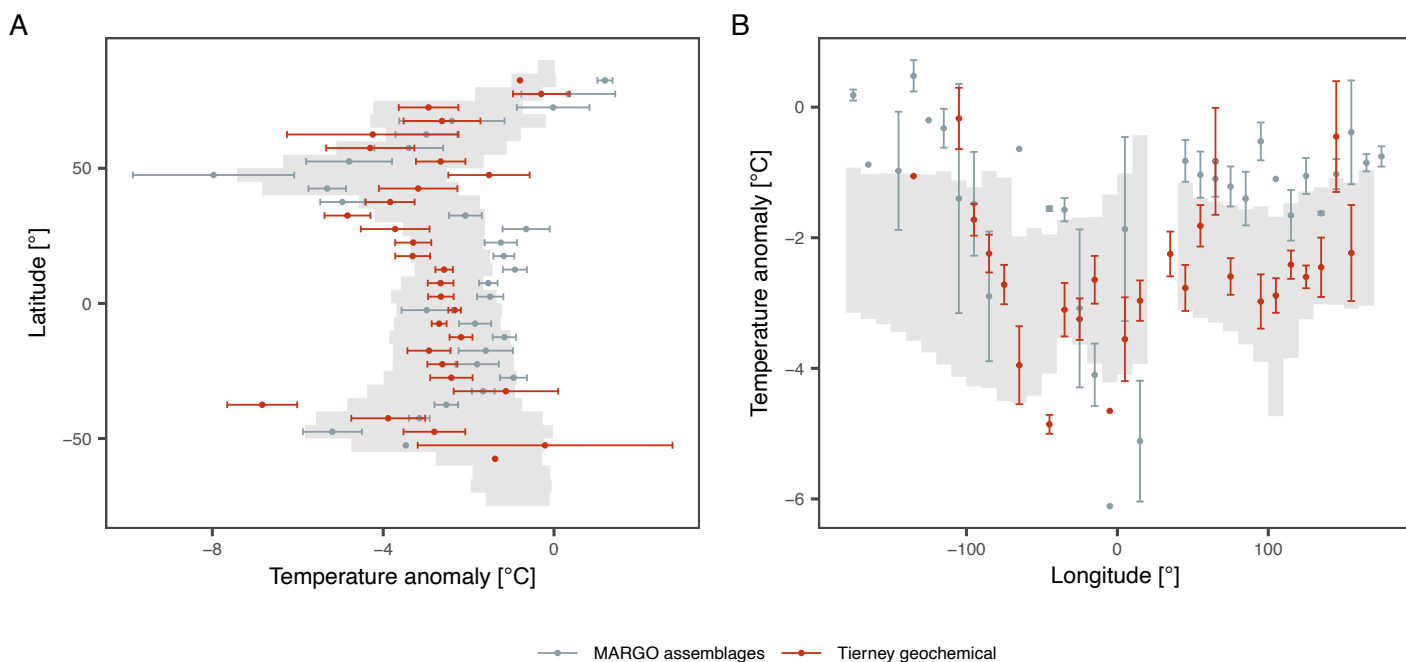 A
B
50
0
−50
Latitude [°]
−8
−4
0
Temperature anomaly [°C]
0
−2
−4
−6
Temperature anomaly [°C]
−100
0
100
Longitude [°]
MARGO assemblages
Tierney geochemical